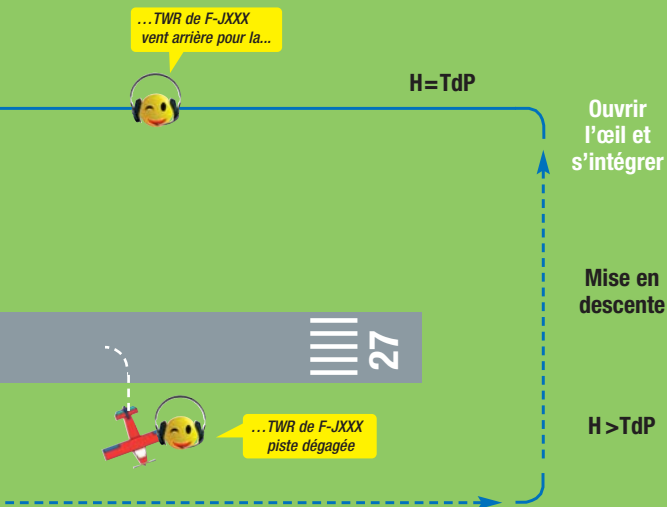 ...TWR de F-JXXX
vent arrière pour la...
H=TdP
Ouvrir
l'œil et
s'intégrer
Mise en
descente
27
H >TdP
...TWR de F-JXXX
piste dégagée